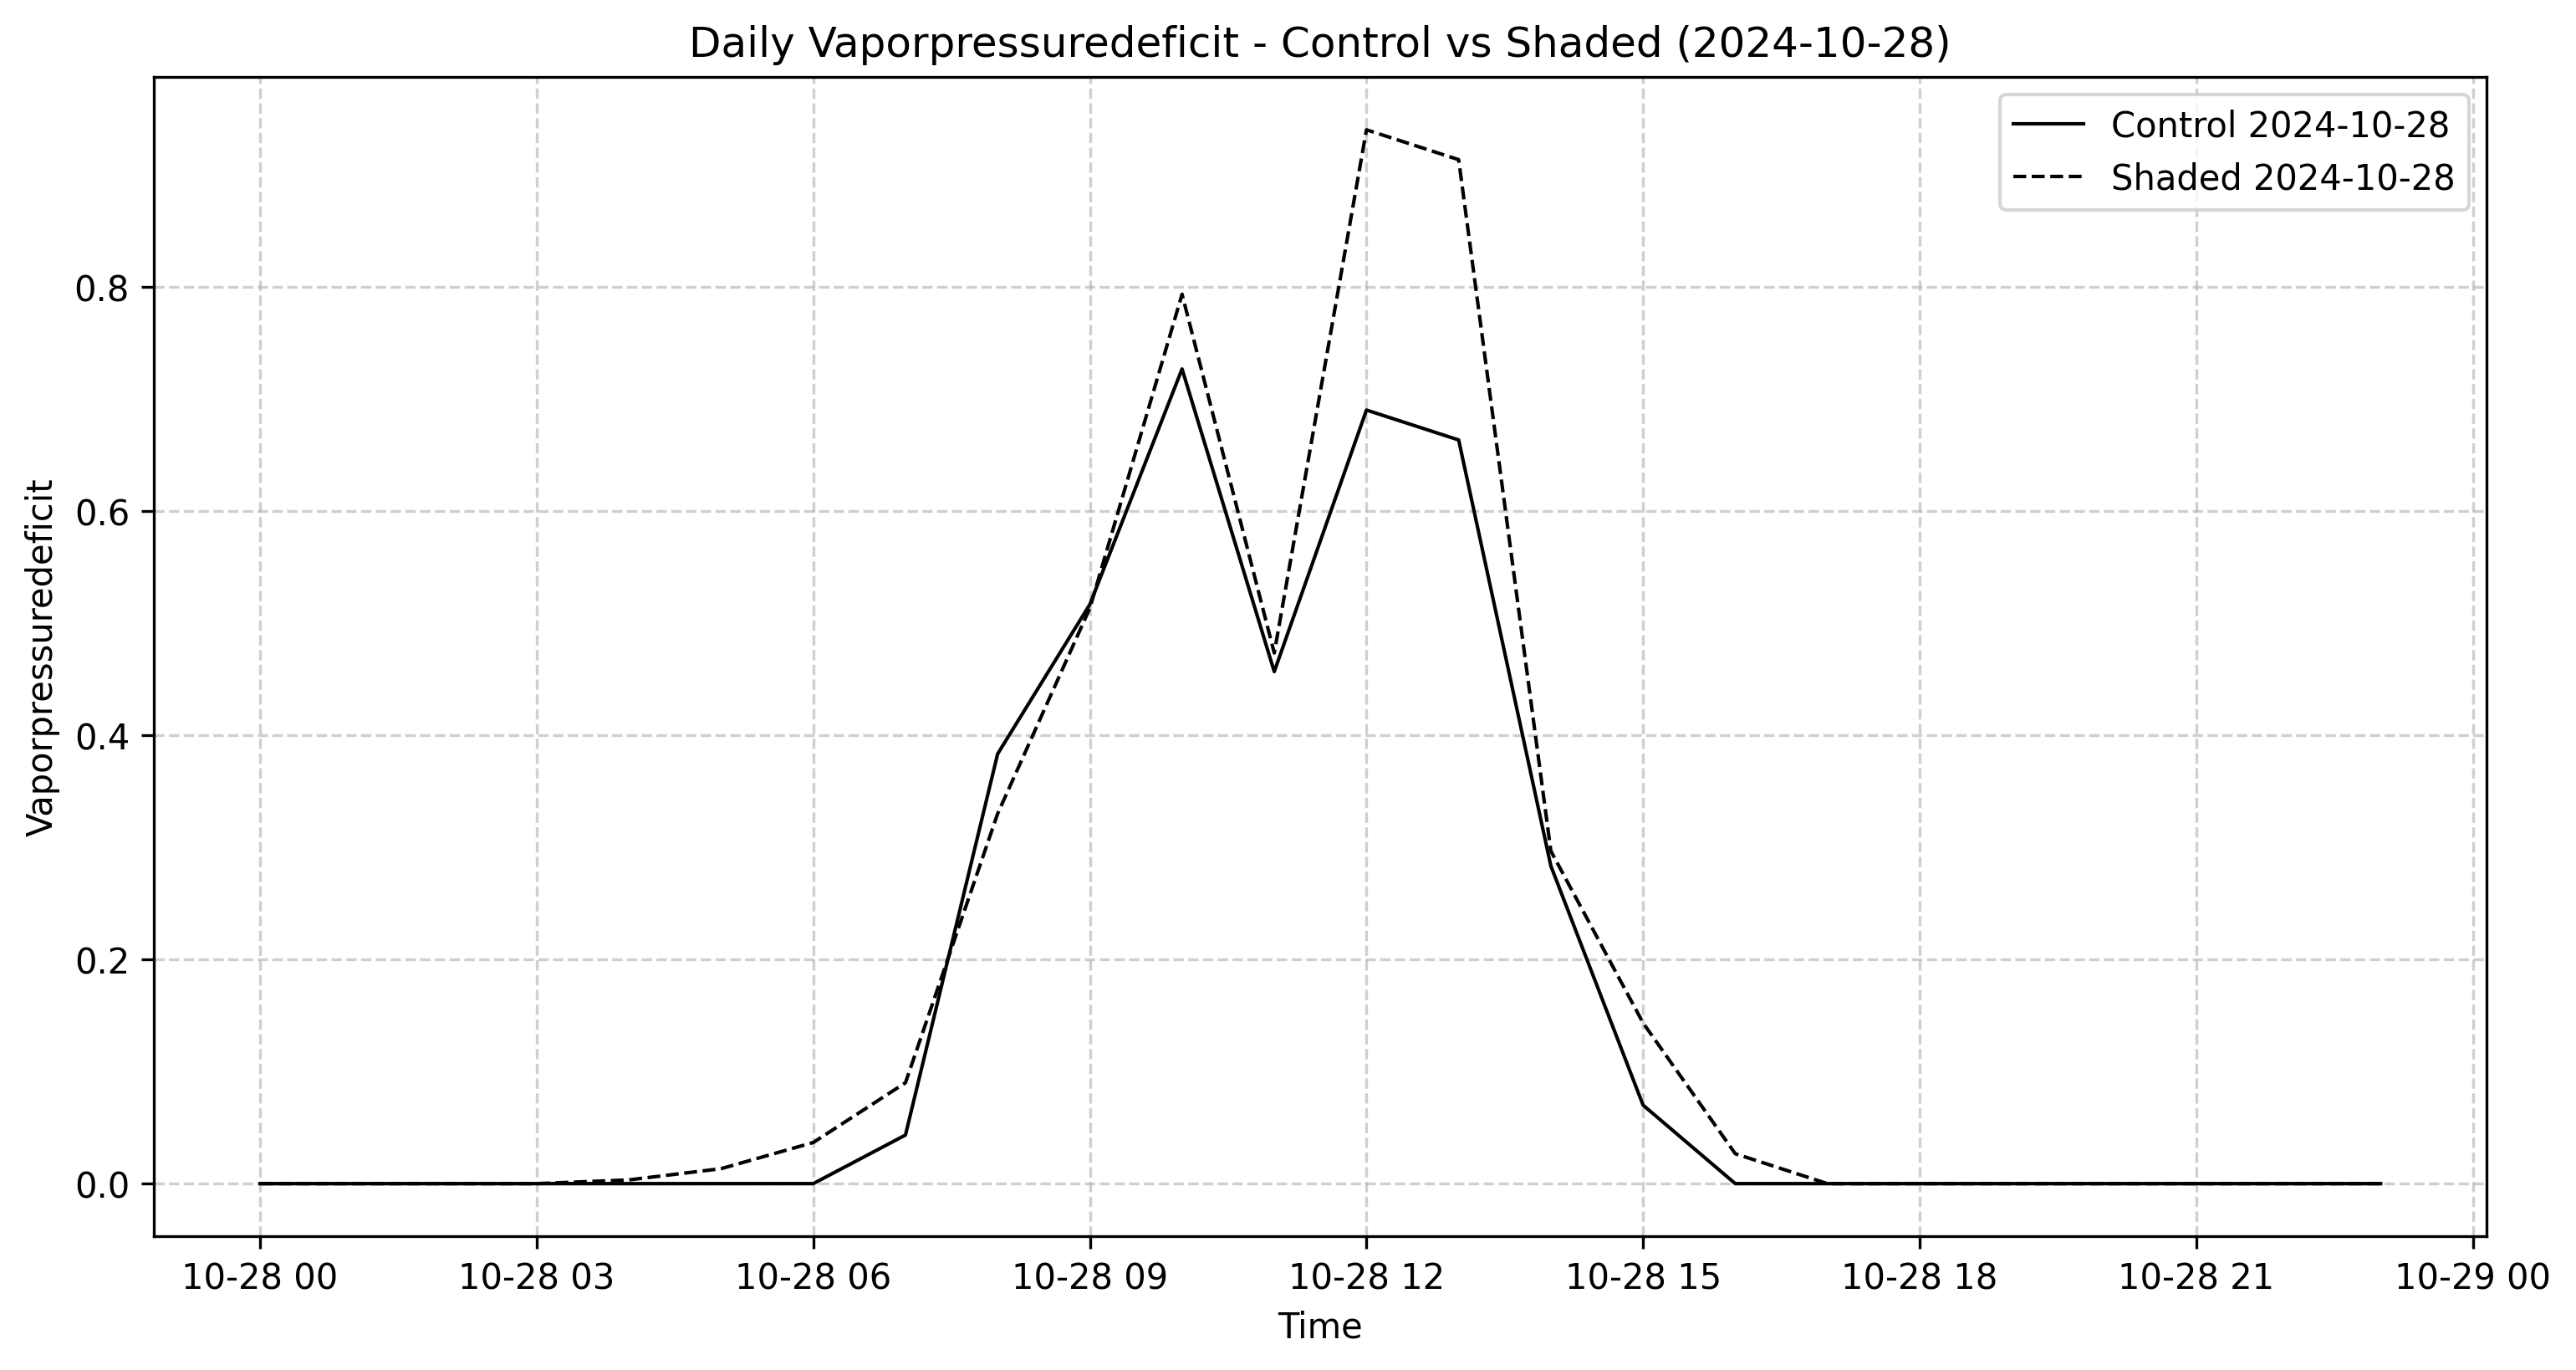 Daily Vaporpressuredeficit - Control vs Shaded (2024-10-28)
Control 2024-10-28
Shaded 2024-10-28
Vaporpressuredeficit
0.8
0.6
0.4
0.2
0.0
10-28 00
10-28 03
10-28 06
10-28 09
10-28 12
10-28 15
10-28 18
10-28 21
10-29 00
Time